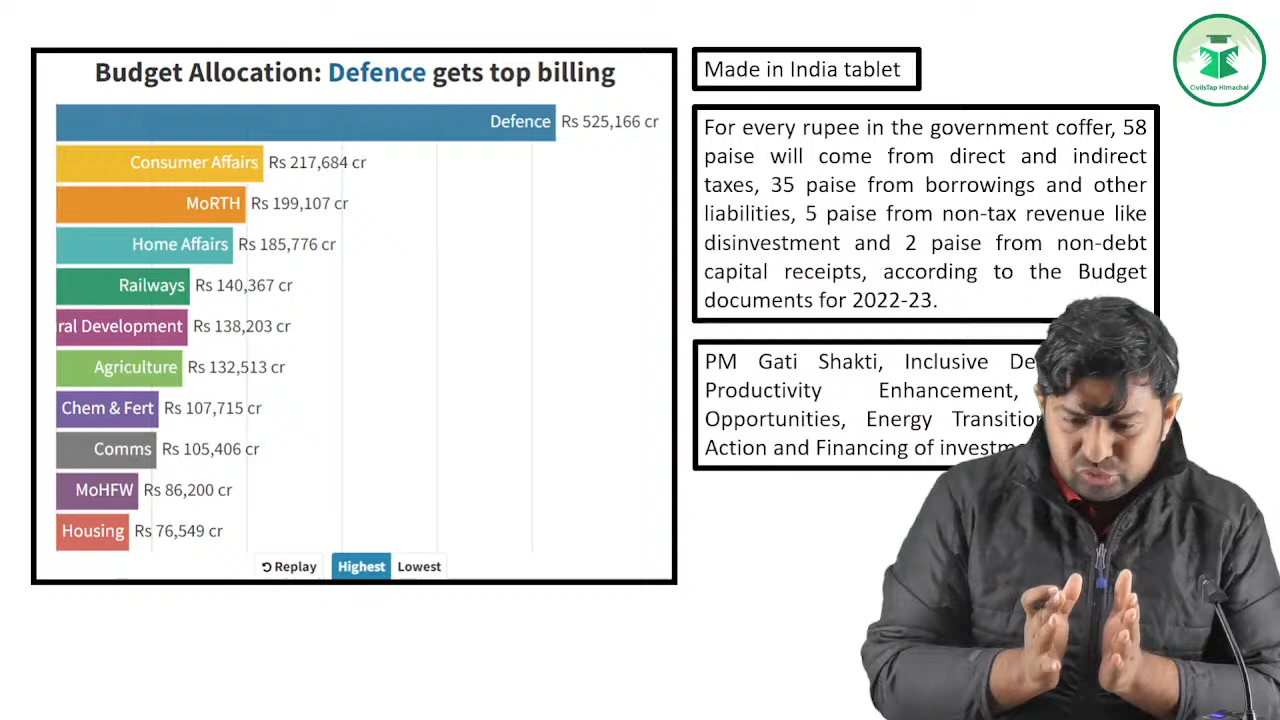 Budget Allocation: Defence gets top billing
Defence Rs 525,166 cr
Consumer Affairs Rs 217,684 cr
MoRTH Rs 199,107 cr
Home Affairs Rs 185,776 cr
Railways Rs 140,367 cr
ral Development Rs 138,203 cr
Agriculture Rs 132,513 cr
Chem & Fert Rs 107,715 cr
Comms Rs 105,406 cr
MoHFW Rs 86,200 cr
Housing Rs 76,549 cr
Replay Highest Lowest
Made in India tablet
For every rupee in the government coffer, 58
paise will come from direct and indirect
taxes, 35 paise from borrowings and other
liabilities, 5 paise from non-tax revenue like
disinvestment and 2 paise from non-debt
capital receipts, according to the Budget
documents for 2022-23.
PM Gati Shakti, Inclusive
Productivity Enhancement,
Opportunities, Energy
Action and Financing of
CivilsTap Himachal